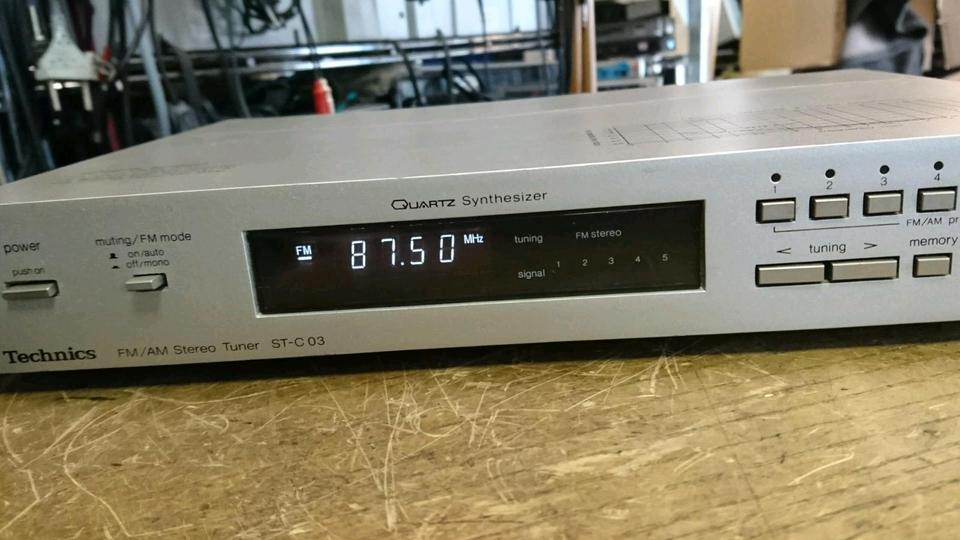 QUARTZ Synthesizer
power
push on
muting/FM mode
on/auto
off/mono
FM 87.50 MHz
tuning FM stereo
signal 1 2 3 4 5
1 2 3 4
FM/AM pr
< tuning >
memory
Technics FM/AM Stereo Tuner ST-C03